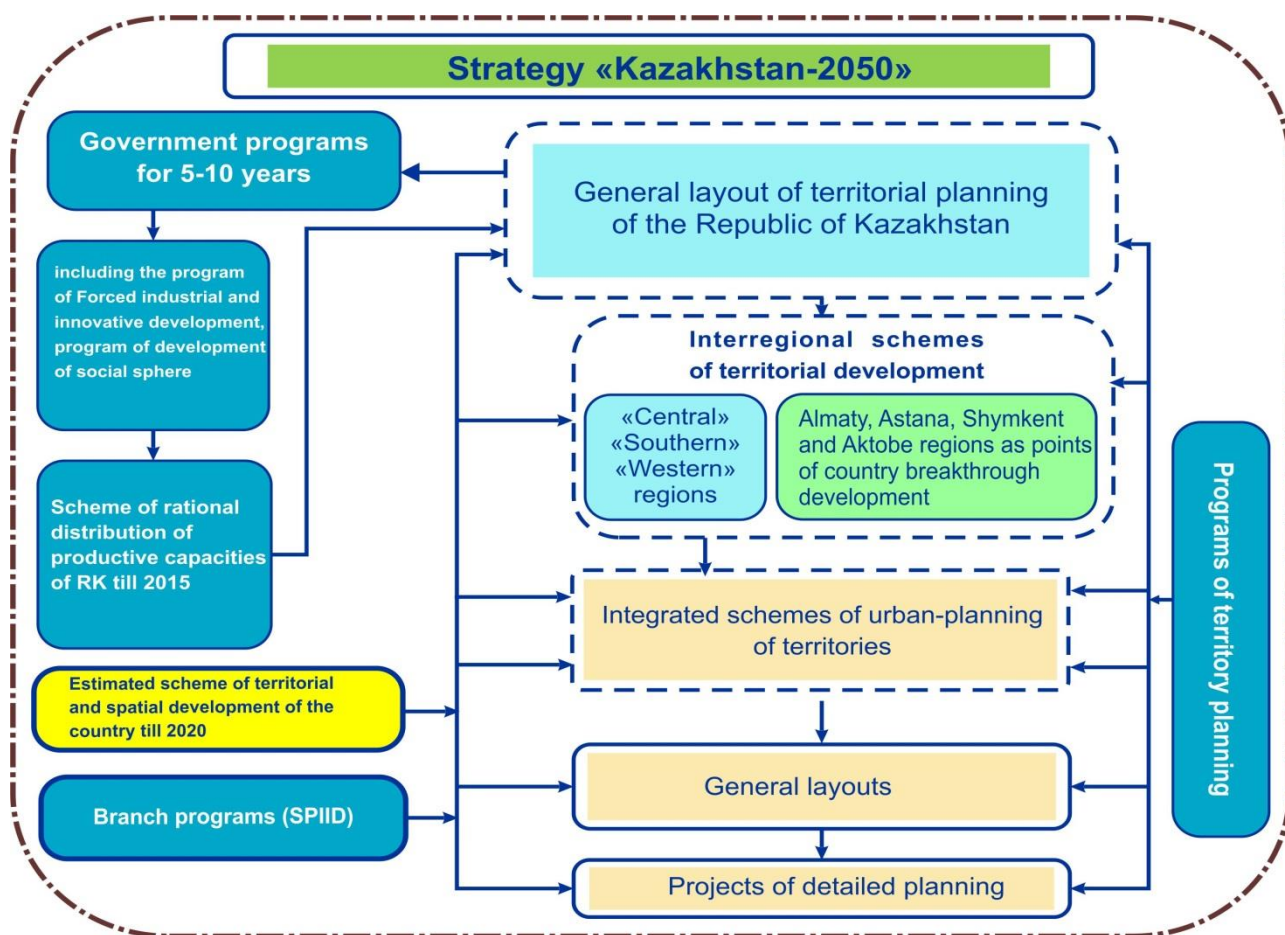 Strategy «Kazakhstan-2050»
Government programs
for 5-10 years
including the program
of Forced industrial and
innovative development,
program of development
of social sphere
Scheme of rational
distribution of
productive capacities
of RK till 2015
Estimated scheme of territorial
and spatial development of the
country till 2020
Branch programs (SPIID)
General layout of territorial planning
of the Republic of Kazakhstan
Interregional schemes
of territorial development
«Central»
«Southern»
«Western»
regions
Almaty, Astana, Shymkent
and Aktobe regions as points
of country breakthrough
development
Integrated schemes of urban-planning
of territories
General layouts
Projects of detailed planning
Programs of territory planning